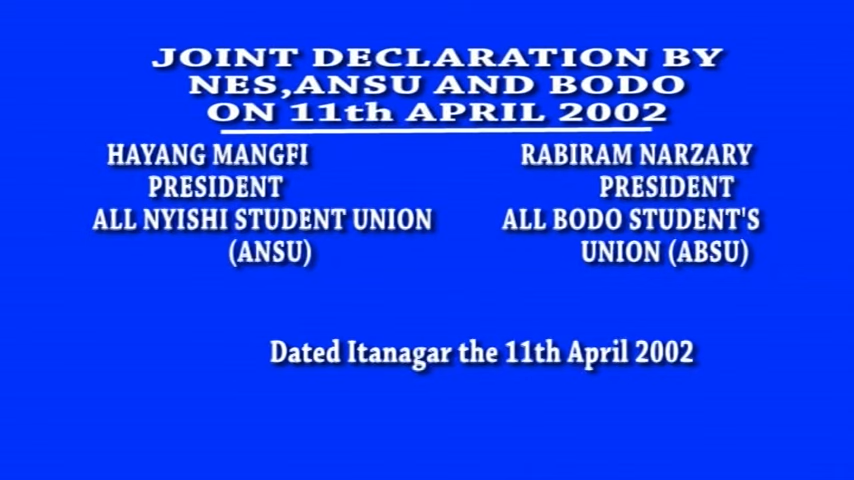 JOINT DECLARATION BY
NES,ANSU AND BODO
ON 11th APRIL 2002
HAYANG MANGFI
PRESIDENT
ALL NYISHI STUDENT UNION
(ANSU)
RABIRAM NARZARY
PRESIDENT
ALL BODO STUDENT'S
UNION (ABSU)
Dated Itanagar the 11th April 2002